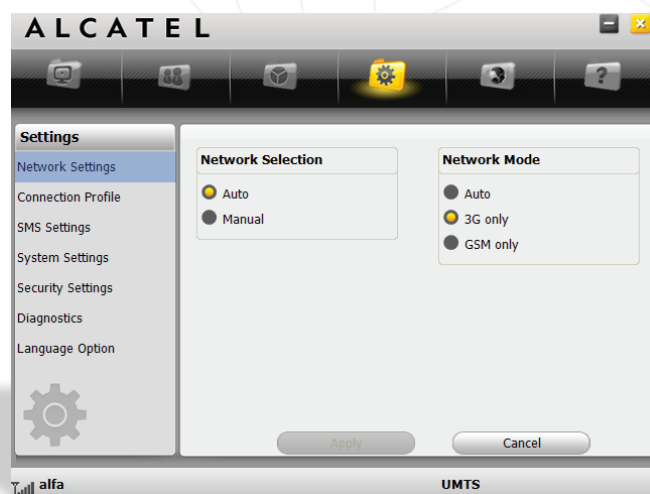 ALCATEL
?
Settings
Network Settings
Connection Profile
SMS Settings
System Settings
Security Settings
Diagnostics
Language Option
Network Selection
Auto
Manual
Network Mode
Auto
3G only
GSM only
Apply
Cancel
alfa
UMTS